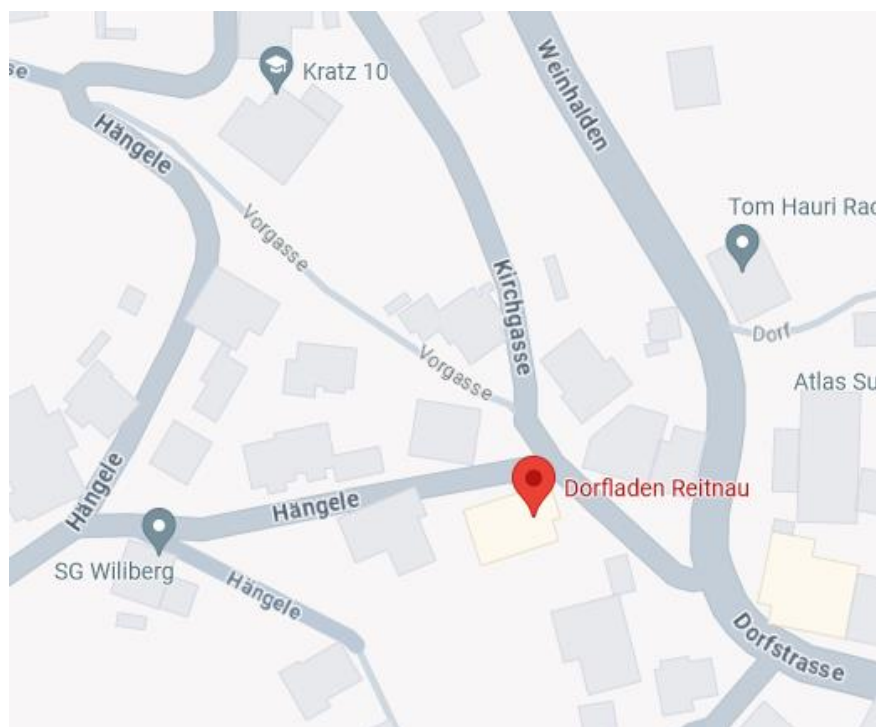 Kratz 10
Weinhalden
se
Hängele
Vorgasse
Tom Hauri Rac
Kirchgasse
Dorf
Vorgasse
Atlas Su
Hängele
Dorfladen Reitnau
Hängele
SG Wiliberg
Hängele
Dorfstrasse